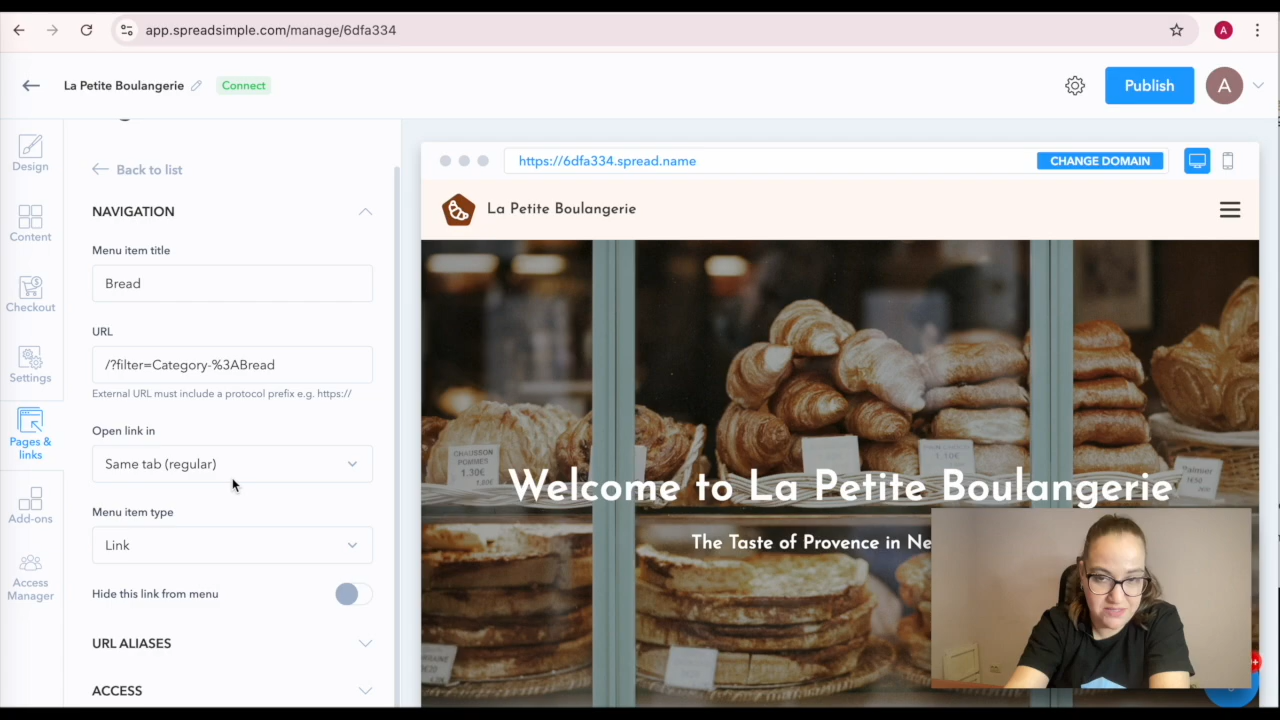 app.spreadsimple.com/manage/6dfa334
A
La Petite Boulangerie
Connect
Publish
A
Design
Content
Checkout
Settings
Pages &
links
Add-ons
Access
Manager
Back to list
NAVIGATION
Menu item title
Bread
URL
/?filter=Category-%3ABread
External URL must include a protocol prefix e.g. https://
Open link in
Same tab (regular)
Menu item type
Link
Hide this link from menu
URL ALIASES
ACCESS
https://6dfa334.spread.name
CHANGE DOMAIN
La Petite Boulangerie
CHAUSSON
POMMES
1.30€
Welcome to La Petite Boulangerie
The Taste of Provence in Ne